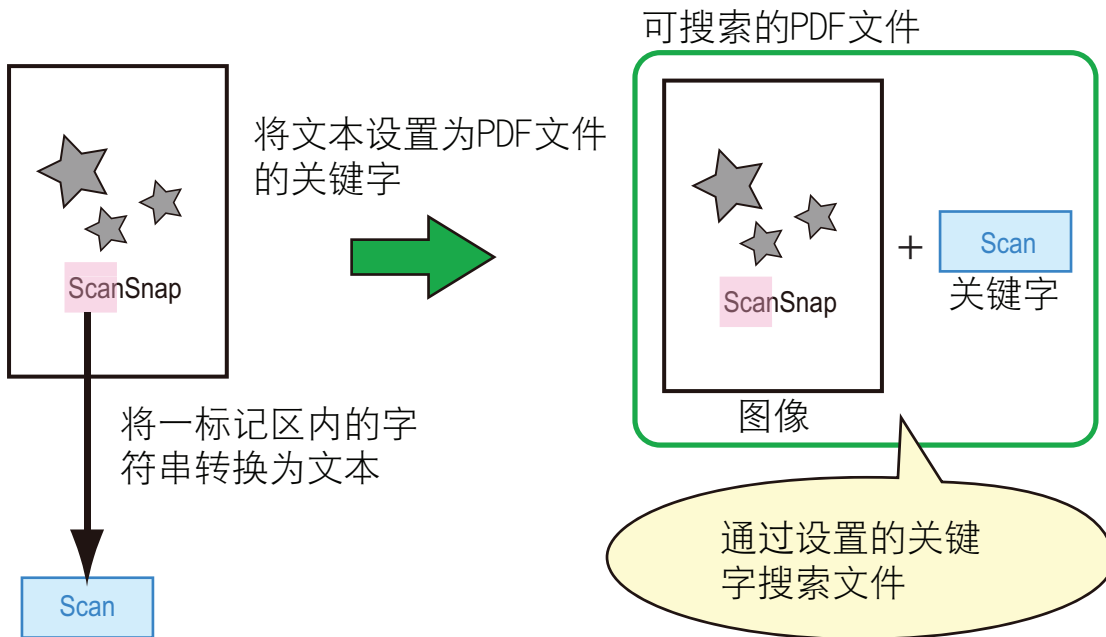 可搜索的PDF文件
将文本设置为PDF文件
的关键字
ScanSnap
将一标记区内的字
符串转换为文本
Scan
ScanSnap
图像
+
Scan
关键字
通过设置的关键
字搜索文件